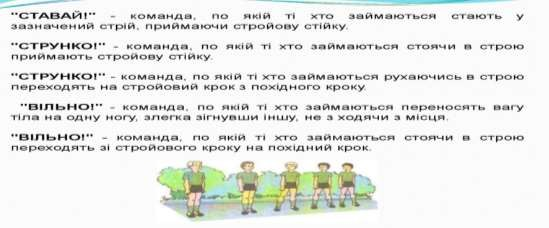 "СТАВАЙ!" - команда, по якій ті хто займаються стають у
зазначений стрій, приймаючи стройову стійку.
"СТРУНКО!" - команда, по якій ті хто займаються стоячи в строю
приймають стройову стійку.
"СТРУНКО!" - команда, по якій ті хто займаються рухаючись в строю
переходять на стройовий крок з похідного кроку.
"ВІЛЬНО!" - команда, по якій ті хто займаються переносять вагу
тіла на одну ногу, злегка зігнувши іншу, не з ходячи з місця.
"ВІЛЬНО!" - команда, по якій ті хто займаються стоячи в строю
переходять зі стройового кроку на похідний крок.